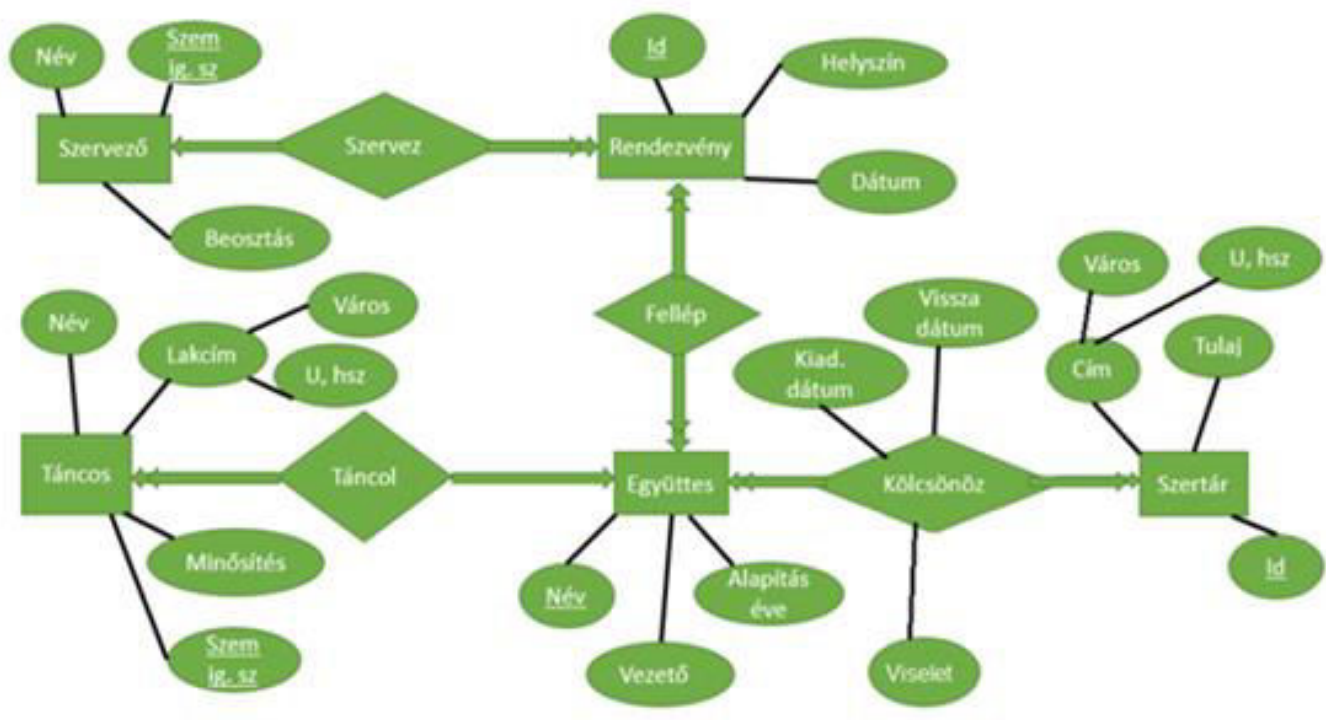 Név
Szem
ig. sz
Id
Helyszín
Szervező
Szervez
Rendezvény
Dátum
Beosztás
Név
Lakcím
Város
U, hsz
Fellép
Vissza
dátum
Kiad.
dátum
Város
U, hsz
Cím
Tulaj
Táncos
Táncol
Együttes
Kölcsönöz
Szertár
Minősítés
Név
Alapítás
éve
Id
Szem
ig. sz
Vezető
Viselet